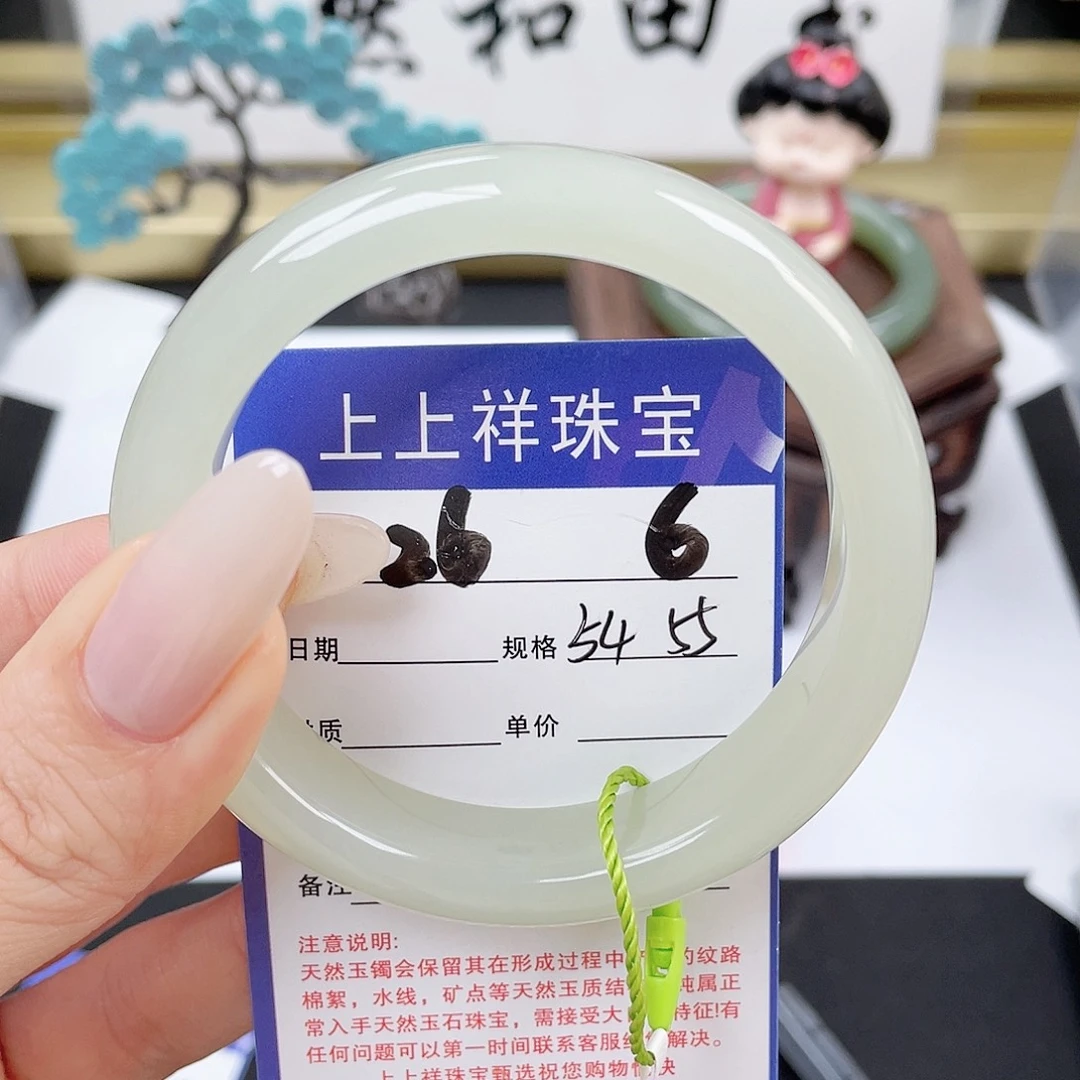 和田
上上祥珠宝
26 6
日期 规格 54 55
质 单价
备注
注意说明:
天然玉镯会保留其在形成过程中 的纹路
棉絮，水线，矿点等天然玉质结 纯属正
常入手天然玉石珠宝，需接受大 特征!有
任何问题可以第一时间联系客服 解决。
上上祥珠宝甄选祝您购物 快